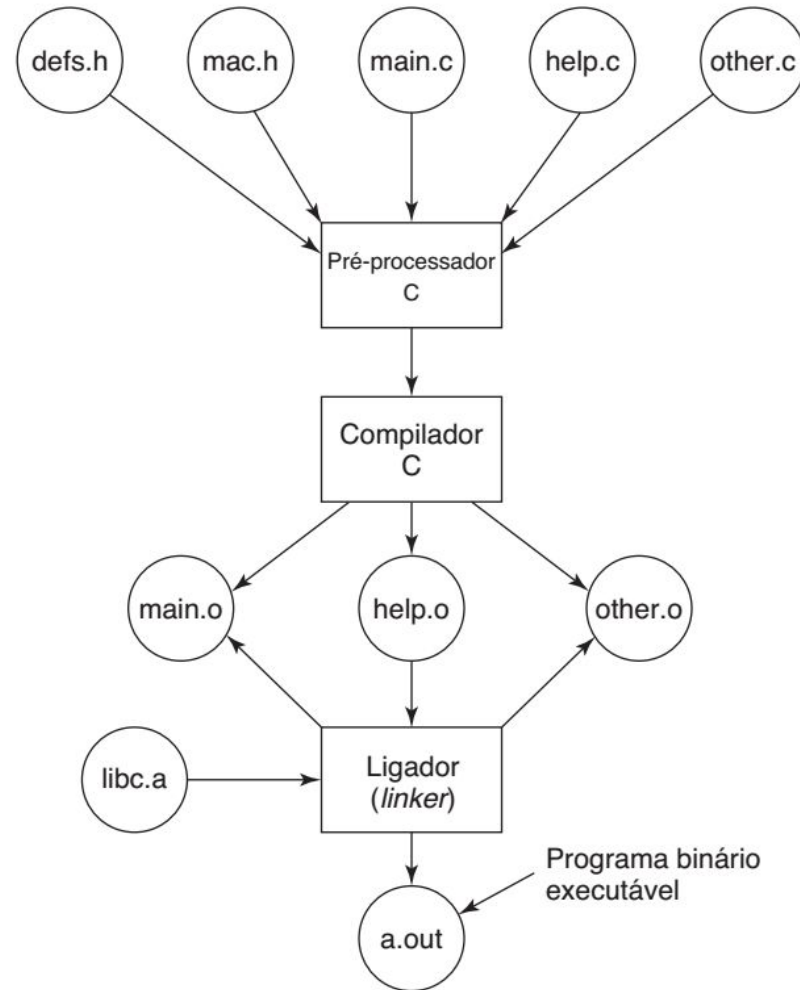 defs.h
mac.h
main.c
help.c
other.c
Pré-processador
C
Compilador
C
main.o
help.o
other.o
libc.a
Ligador
(linker)
Programa binário
executável
a.out